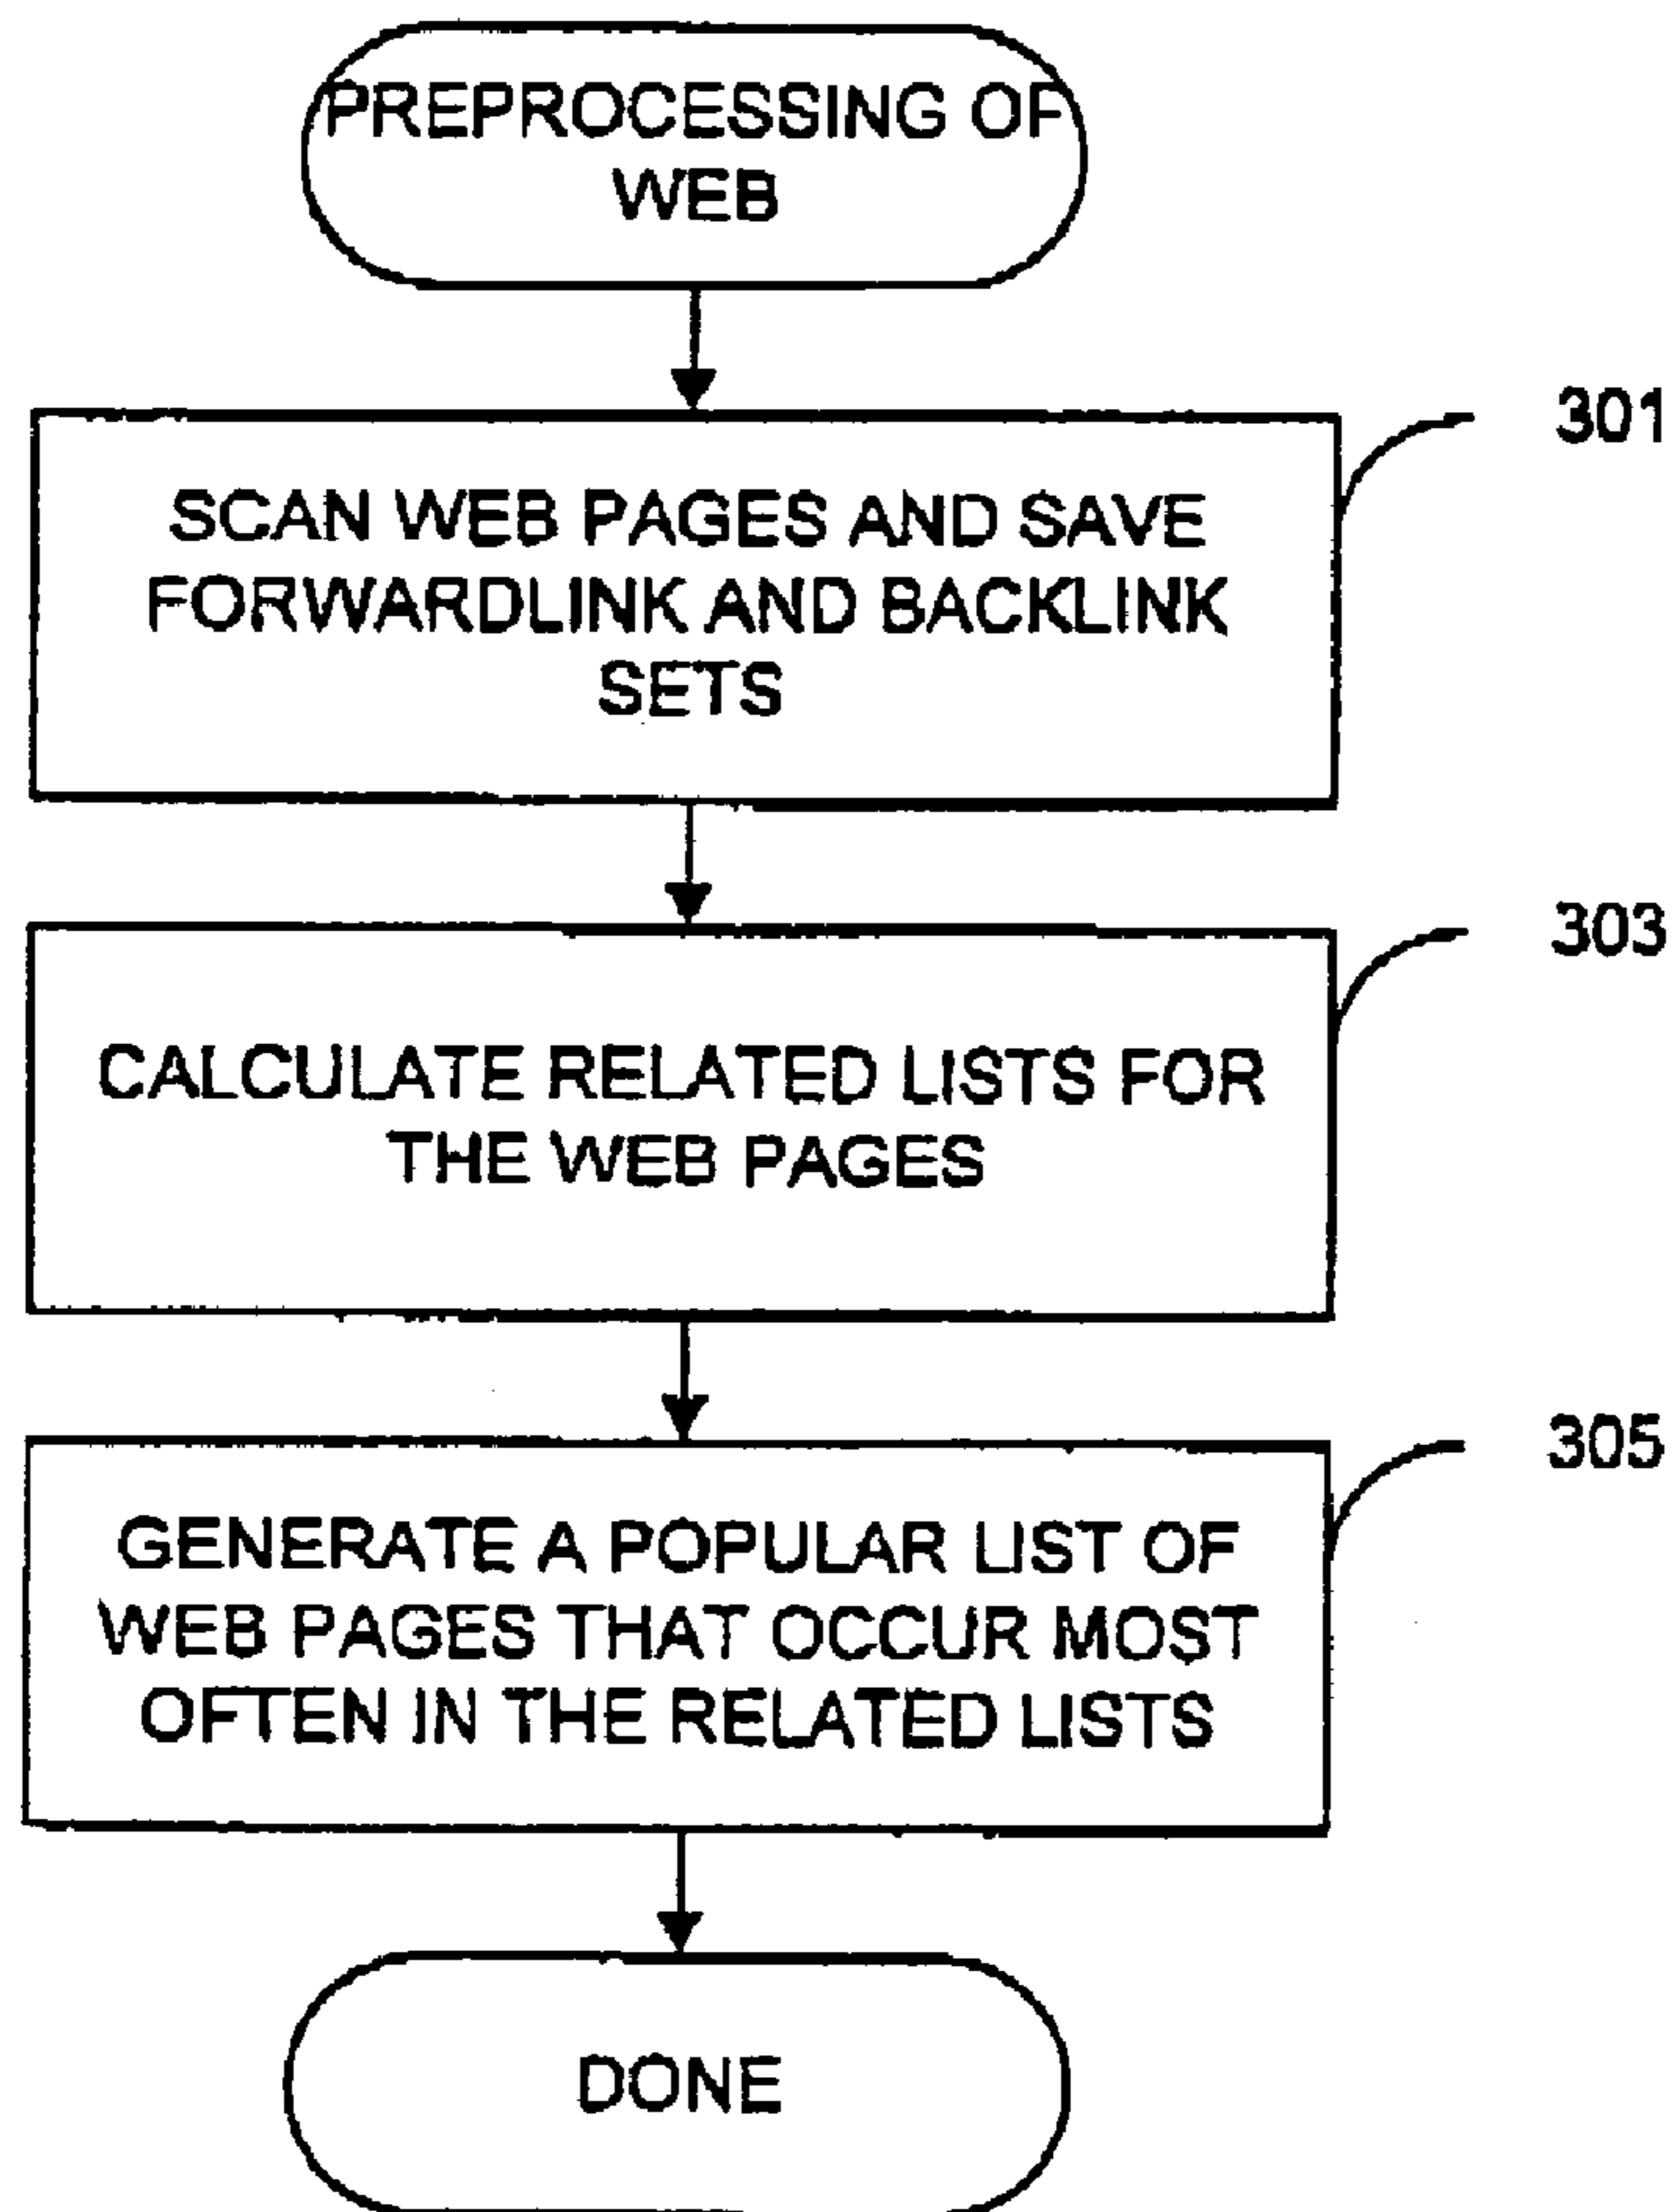 PREPROCESSING OF
WEB
301
SCAN WEB PAGES AND SAVE
FORWARDLINK AND BACKLINK
SETS
303
CALCULATE RELATED LISTS FOR
THE WEB PAGES
305
GENERATE A POPULAR LIST OF
WEB PAGES THAT OCCUR MOST
OFTEN IN THE RELATED LISTS
DONE